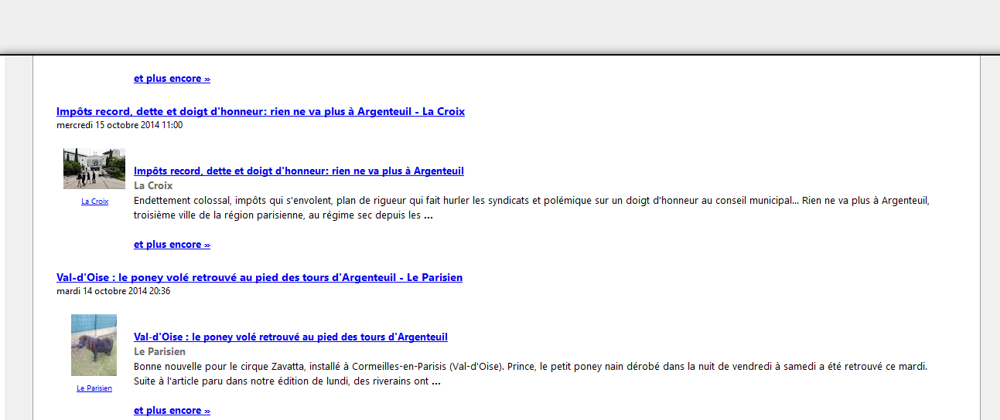 et plus encore »
Impôts record, dette et doigt d'honneur: rien ne va plus à Argenteuil - La Croix
mercredi 15 octobre 2014 11:00
Impôts record, dette et doigt d'honneur: rien ne va plus à Argenteuil
La Croix
La Croix
Endettement colossal, impôts qui s'envolent, plan de rigueur qui fait hurler les syndicats et polémique sur un doigt d'honneur au conseil municipal... Rien ne va plus à Argenteuil,
troisième ville de la région parisienne, au régime sec depuis les ...
et plus encore »
Val-d'Oise : le poney volé retrouvé au pied des tours d'Argenteuil - Le Parisien
mardi 14 octobre 2014 20:36
Val-d'Oise : le poney volé retrouvé au pied des tours d'Argenteuil
Le Parisien
Bonne nouvelle pour le cirque Zavatta, installé à Cormeilles-en-Parisis (Val-d'Oise). Prince, le petit poney nain dérobé dans la nuit de vendredi à samedi a été retrouvé ce mardi.
Suite à l'article paru dans notre édition de lundi, des riverains ont ...
Le Parisien
et plus encore »